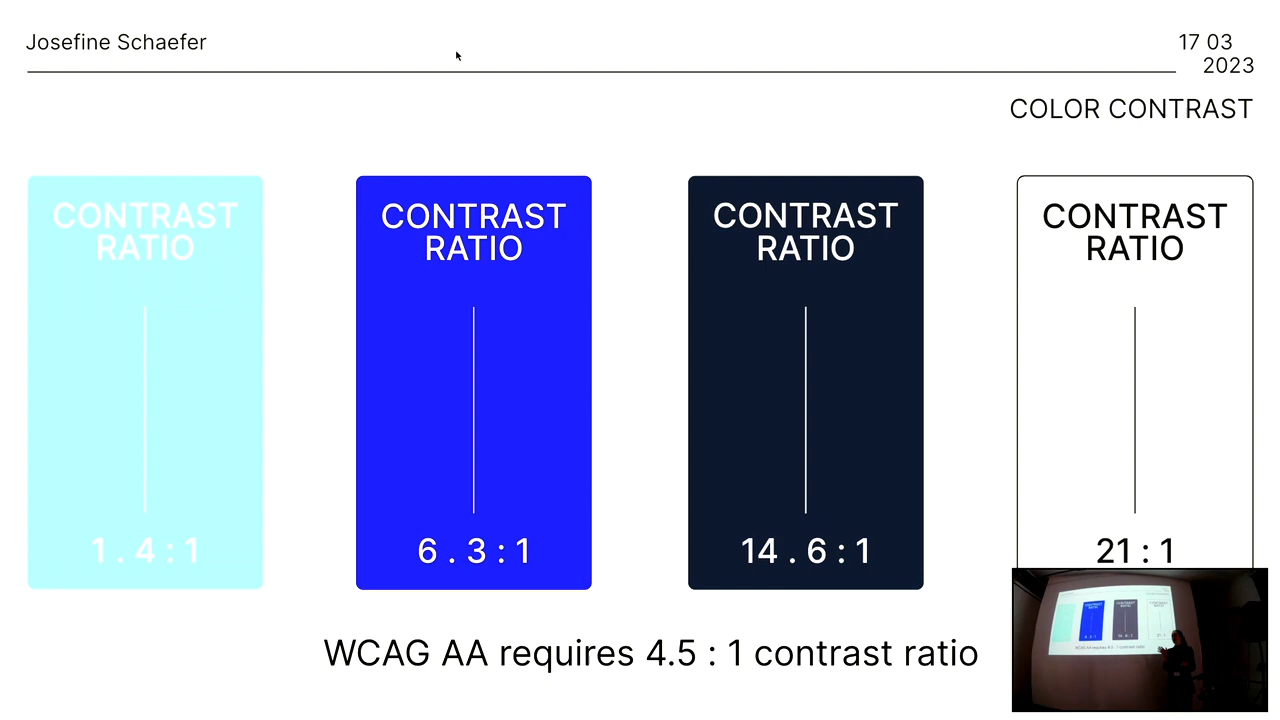 Josefine Schaefer
17 03
2023
COLOR CONTRAST
CONTRAST
RATIO
1 . 4 : 1
CONTRAST
RATIO
6 . 3 : 1
CONTRAST
RATIO
14 . 6 : 1
CONTRAST
RATIO
21 : 1
WCAG AA requires 4.5 : 1 contrast ratio